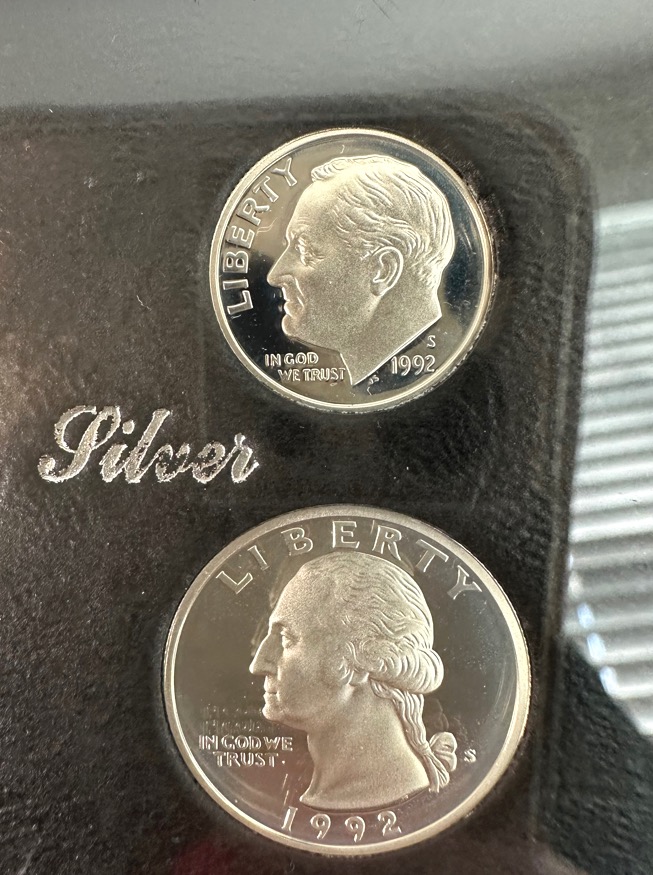 LIBERTY
IN GOD
WE TRUST
S
1992
Silver
LIBERTY
IN GOD WE
TRUST
S
1992